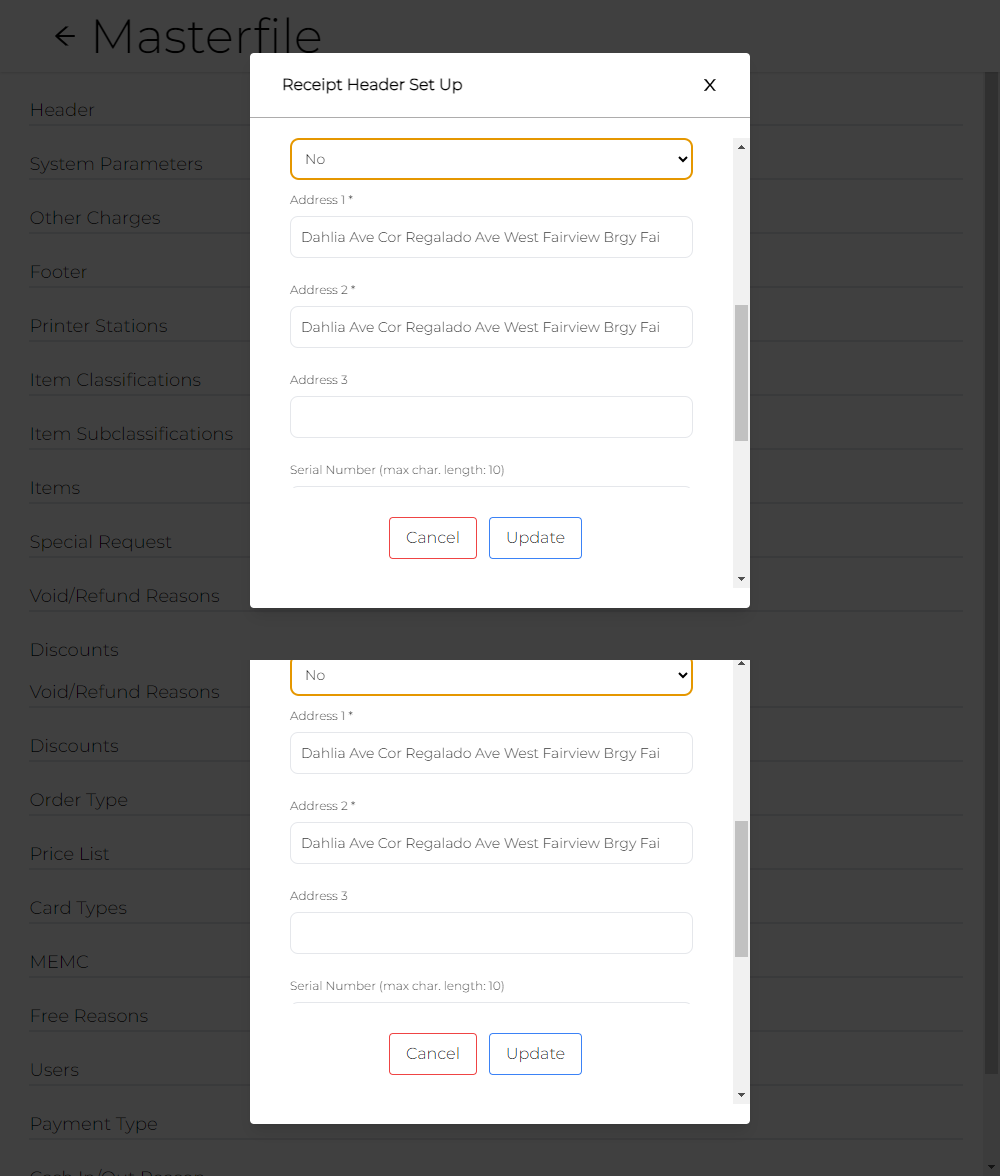 ← Masterfile
Receipt Header Set Up
X
Header
System Parameters
Other Charges
Footer
Printer Stations
Item Classifications
Item Subclassifications
Items
Special Request
Void/Refund Reasons
Discounts
Void/Refund Reasons
Discounts
Order Type
Price List
Card Types
MEMC
Free Reasons
Users
Payment Type
Cash In/Out Reason
No
Address 1 *
Dahlia Ave Cor Regalado Ave West Fairview Brgy Fai
Address 2 *
Dahlia Ave Cor Regalado Ave West Fairview Brgy Fai
Address 3
Serial Number (max char. length: 10)
Cancel Update
No
Address 1 *
Dahlia Ave Cor Regalado Ave West Fairview Brgy Fai
Address 2 *
Dahlia Ave Cor Regalado Ave West Fairview Brgy Fai
Address 3
Serial Number (max char. length: 10)
Cancel Update